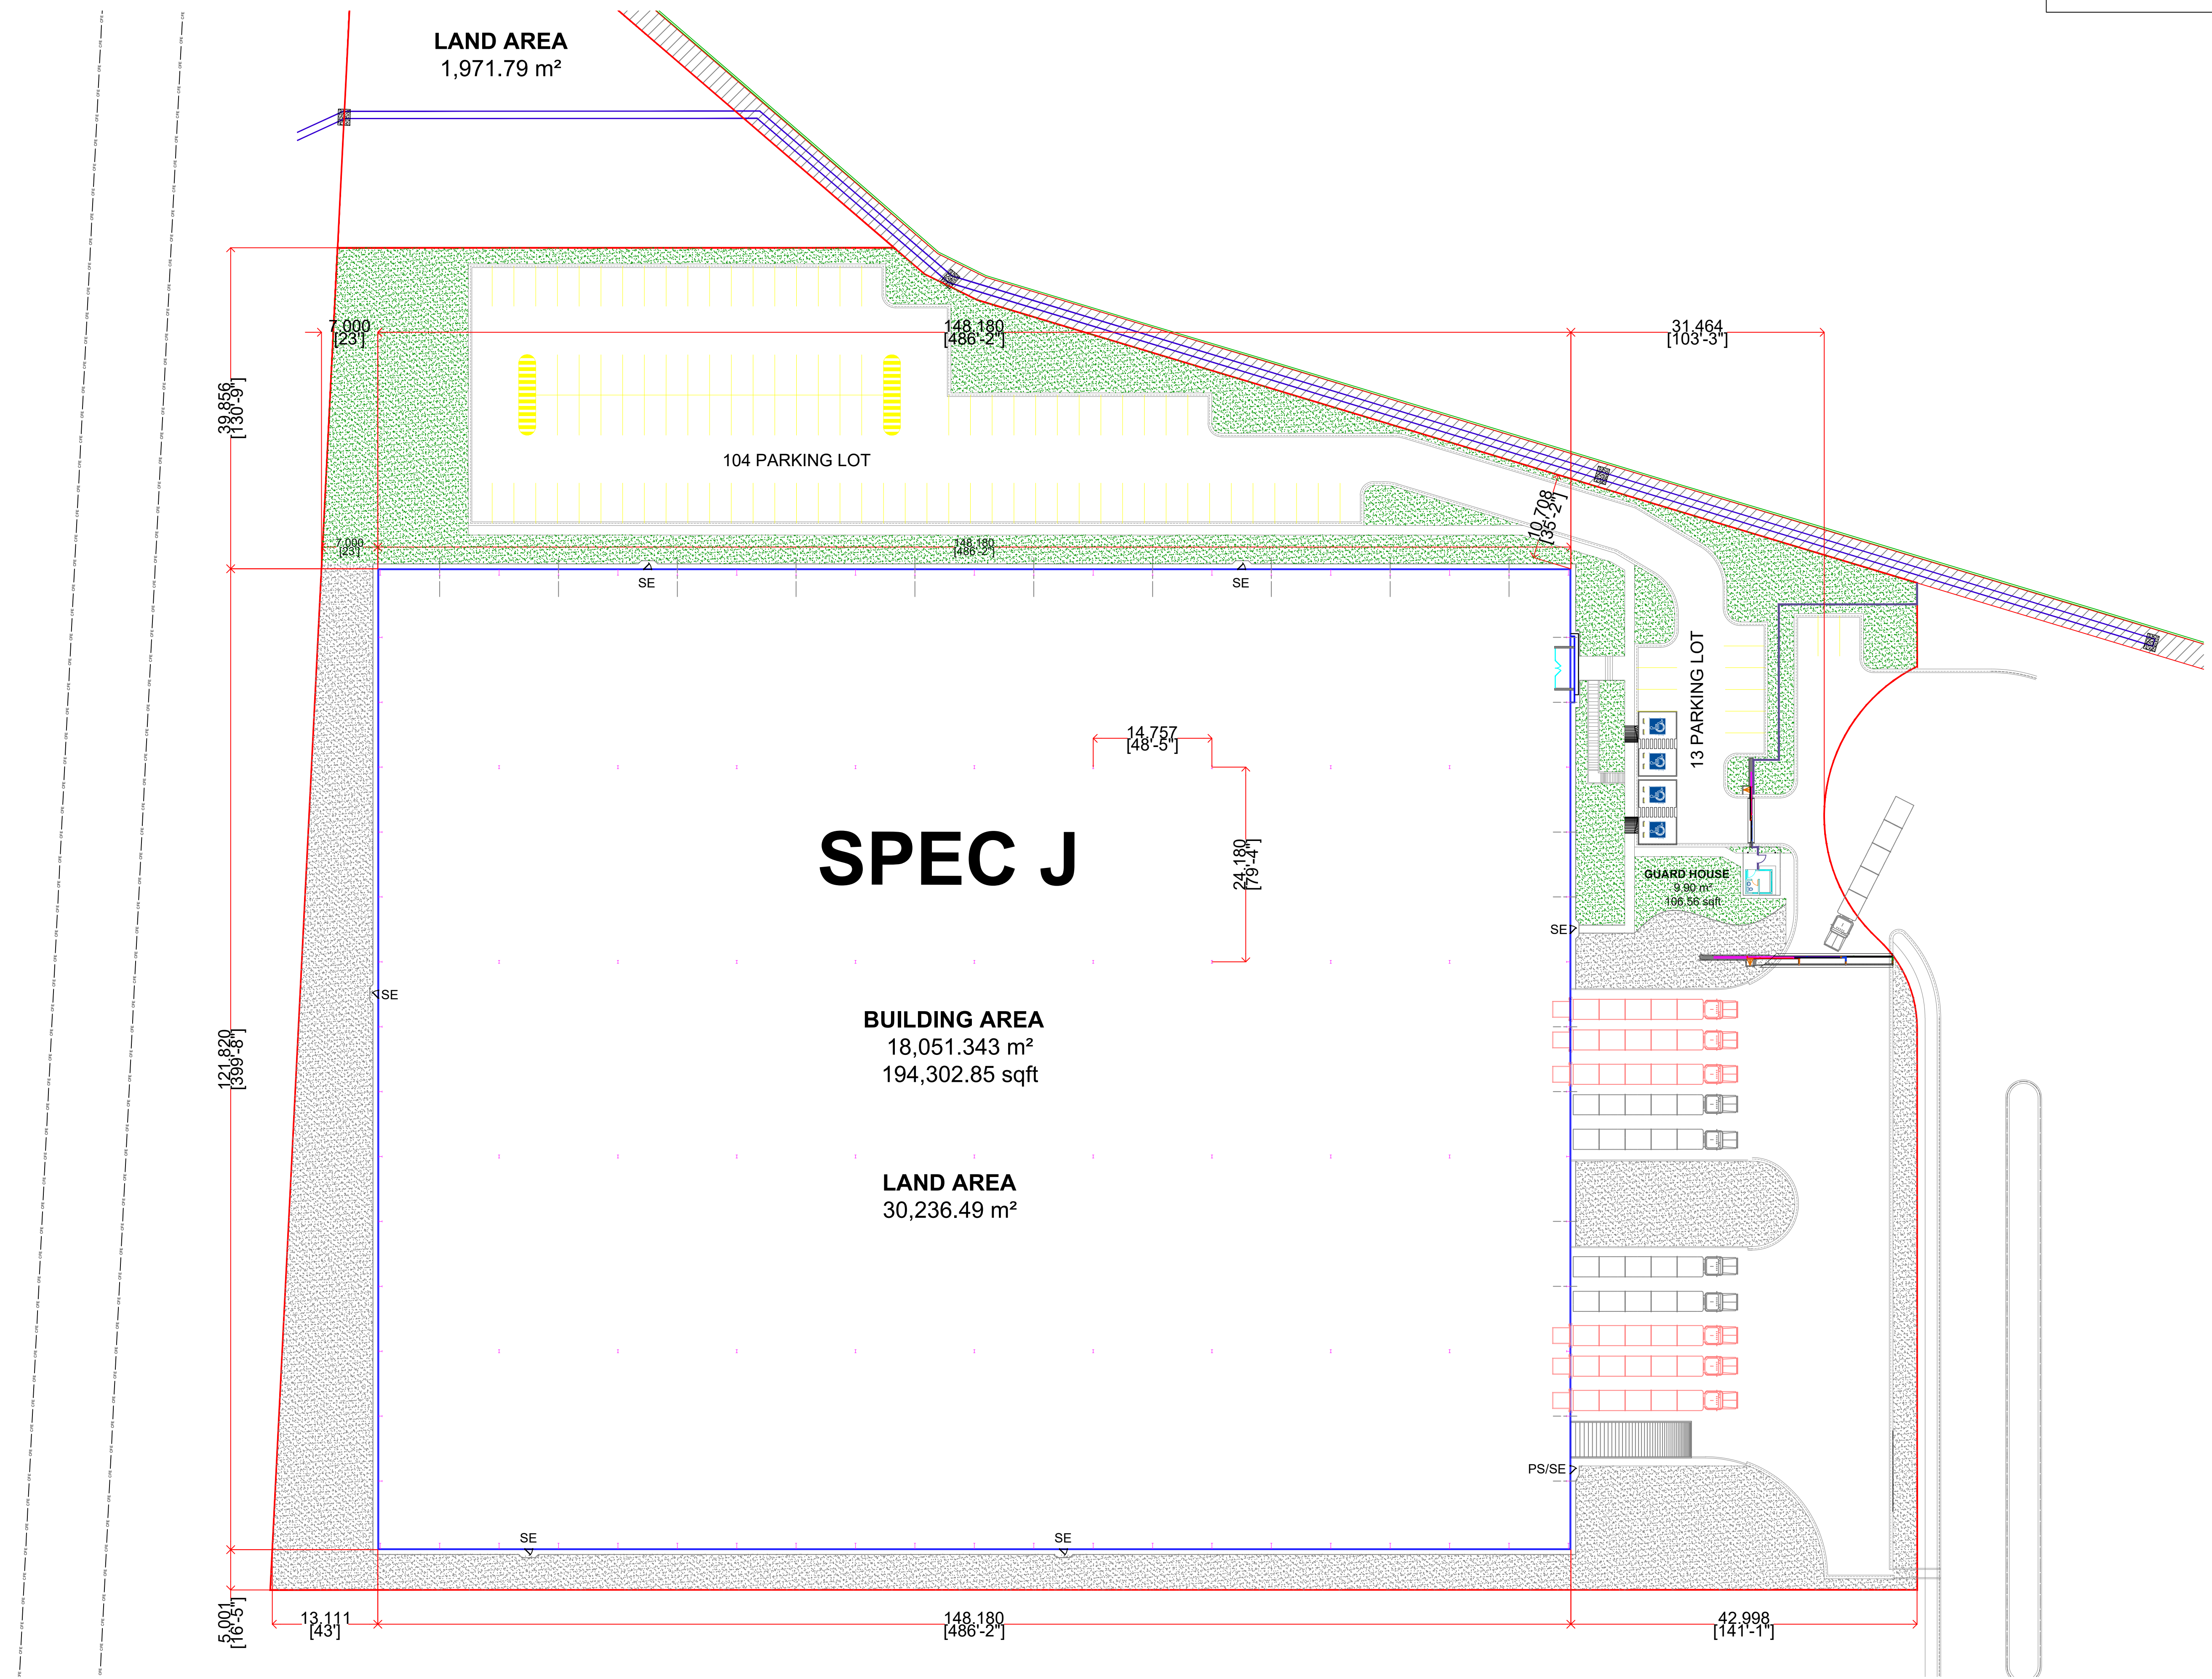 LAND AREA
1,971.79 m²
7.000
[23']
148.180
[486'-2"]
31.464
[103'-3"]
39.856
[130'-9"]
104 PARKING LOT
10.708
[35'-2"]
7.000
[23']
148.180
[486'-2"]
SE
SE
13 PARKING LOT
14.757
[48'-5"]
24.180
[79'-4"]
SPEC J
GUARD HOUSE
9.90 m²
106.56 sqft
SE
SE
BUILDING AREA
18,051.343 m²
194,302.85 sqft
121.820
[399'-8"]
LAND AREA
30,236.49 m²
PS/SE
SE
SE
5.001
[16'-5"]
13.111
[43']
148.180
[486'-2"]
42.998
[141'-1"]